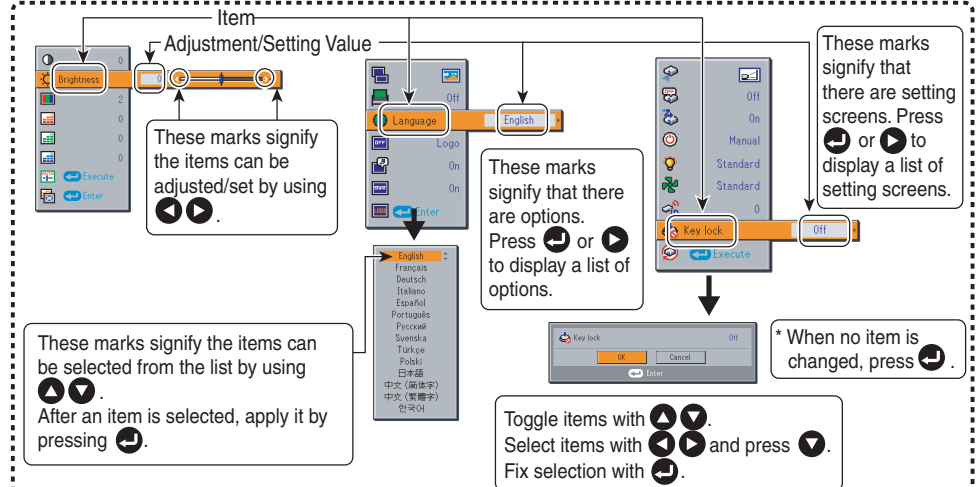 Item
Adjustment/Setting Value
0
Brightness 0
2
0
0
0
Execute
Enter
These marks signify
the items can be
adjusted/set by using
.
Off
Language English
OFF Logo
On
START On
Enter
English
Français
Deutsch
Italiano
Español
Português
Русский
Svenska
Türkçe
Polski
日本語
中文 (简体字)
中文 (繁體字)
한국어
These marks
signify that there
are options.
Press or
to display a list of
options.
Off
On
Manual
Standard
Standard
0
Key lock Off
Execute
These marks
signify that
there are setting
screens. Press
or to
display a list of
setting screens.
Key lock Off
OK Cancel
Enter
* When no item is
changed, press .
These marks signify the items can
be selected from the list by using
.
After an item is selected, apply it by
pressing .
Toggle items with .
Select items with and press .
Fix selection with .